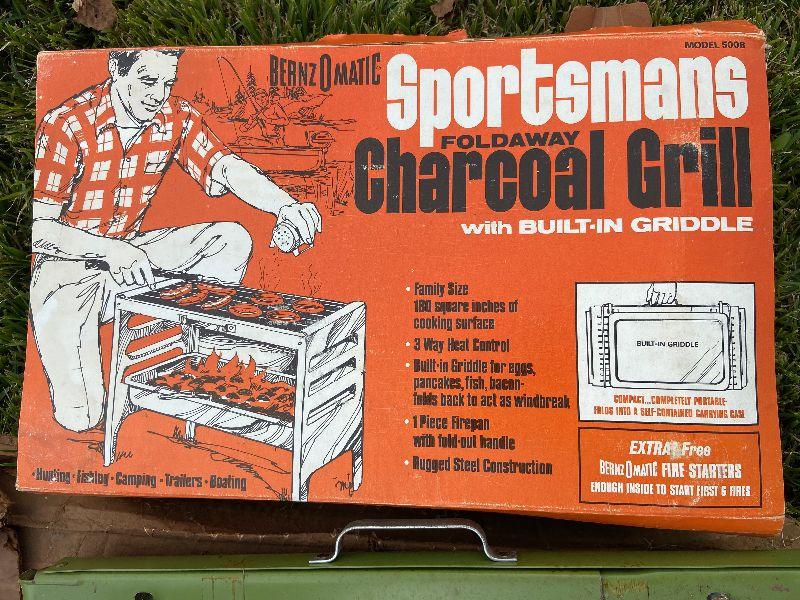 MODEL 5008
BERNZOMATIC
Sportsmans
FOLDAWAY
Charcoal Grill
with BUILT-IN GRIDDLE
• Family Size
180 square inches of
cooking surface
• 3 Way Heat Control
• Built-in Griddle for eggs,
pancakes, fish, bacon-
folds back to act as windbreak
• 1 Piece Firepan
with fold-out handle
• Rugged Steel Construction
BUILT-IN GRIDDLE
COMPACT...COMPLETELY PORTABLE-
FOLDS INTO A SELF-CONTAINED CARRYING CASE
EXTRA Free
BERNZOMATIC FIRE STARTERS
ENOUGH INSIDE TO START FIRST 6 FIRES
• Hunting • Fishing • Camping • Trailers • Boating